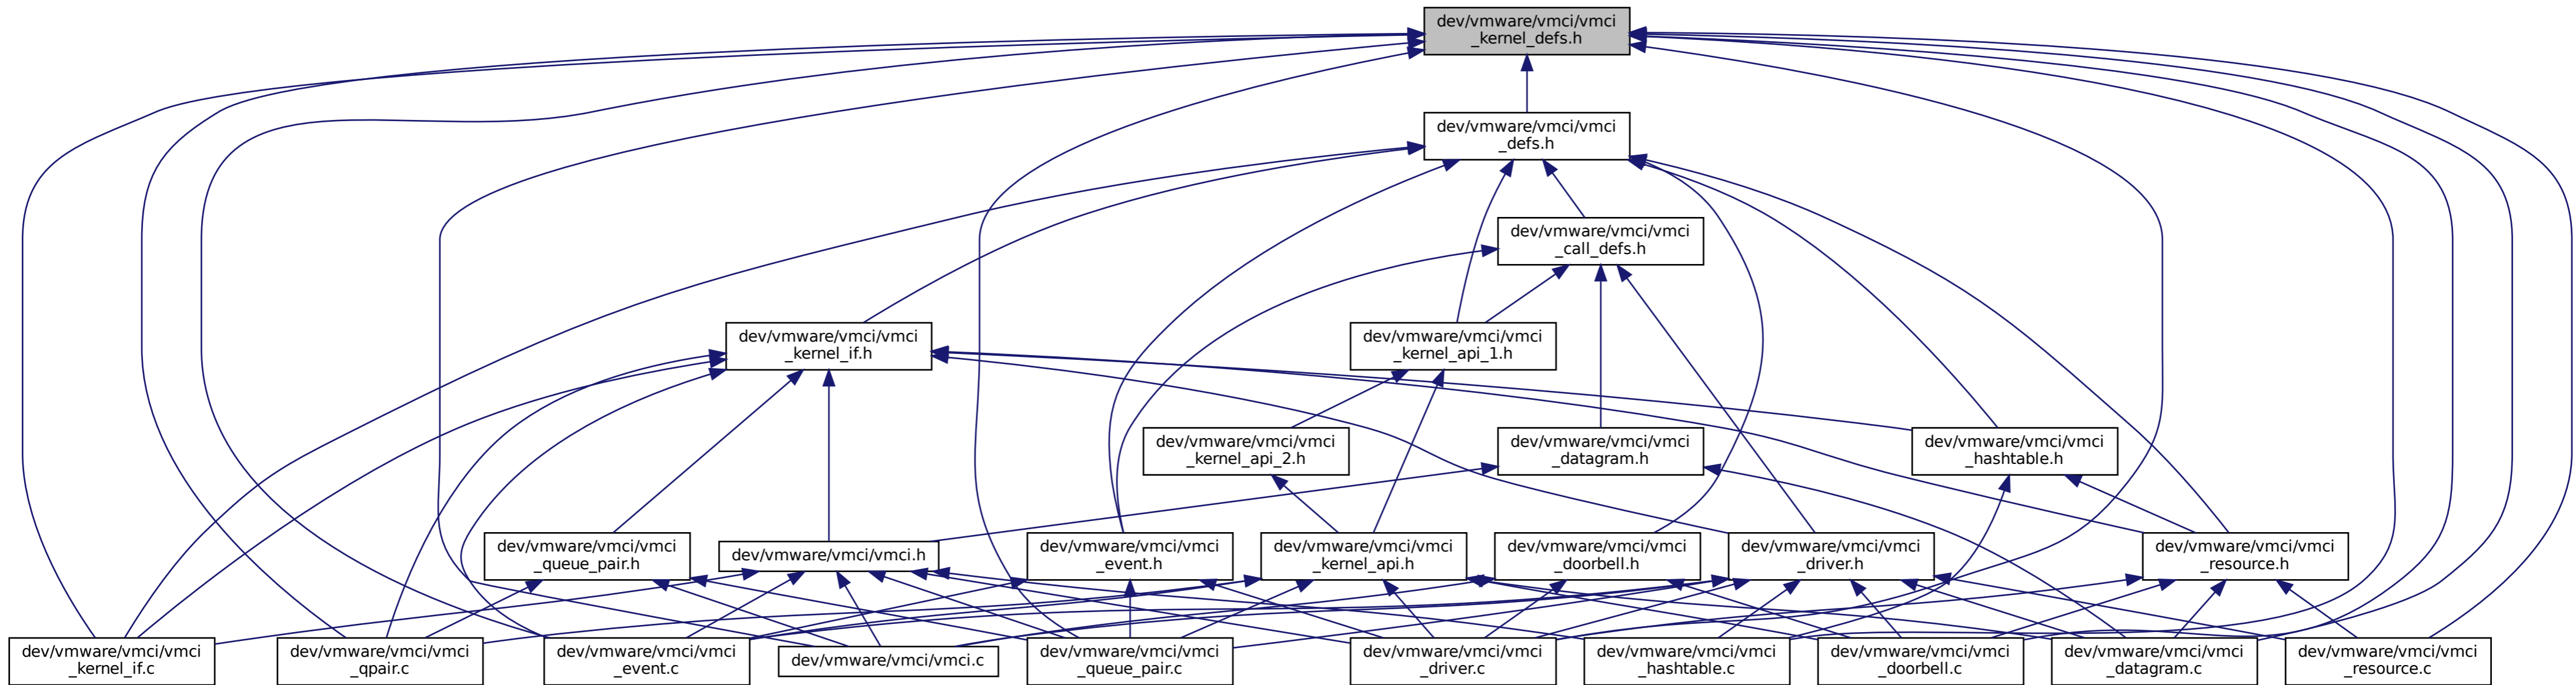 dev/vmware/vmci/vmci
_kernel_defs.h
dev/vmware/vmci/vmci
_defs.h
dev/vmware/vmci/vmci
_call_defs.h
dev/vmware/vmci/vmci
_kernel_if.h
dev/vmware/vmci/vmci
_kernel_api_1.h
dev/vmware/vmci/vmci
_kernel_api_2.h
dev/vmware/vmci/vmci
_datagram.h
dev/vmware/vmci/vmci
_hashtable.h
dev/vmware/vmci/vmci
_queue_pair.h
dev/vmware/vmci/vmci.h
dev/vmware/vmci/vmci
_event.h
dev/vmware/vmci/vmci
_kernel_api.h
dev/vmware/vmci/vmci
_doorbell.h
dev/vmware/vmci/vmci
_driver.h
dev/vmware/vmci/vmci
_resource.h
dev/vmware/vmci/vmci
_kernel_if.c
dev/vmware/vmci/vmci
_qpair.c
dev/vmware/vmci/vmci
_event.c
dev/vmware/vmci/vmci.c
dev/vmware/vmci/vmci
_queue_pair.c
dev/vmware/vmci/vmci
_driver.c
dev/vmware/vmci/vmci
_hashtable.c
dev/vmware/vmci/vmci
_doorbell.c
dev/vmware/vmci/vmci
_datagram.c
dev/vmware/vmci/vmci
_resource.c